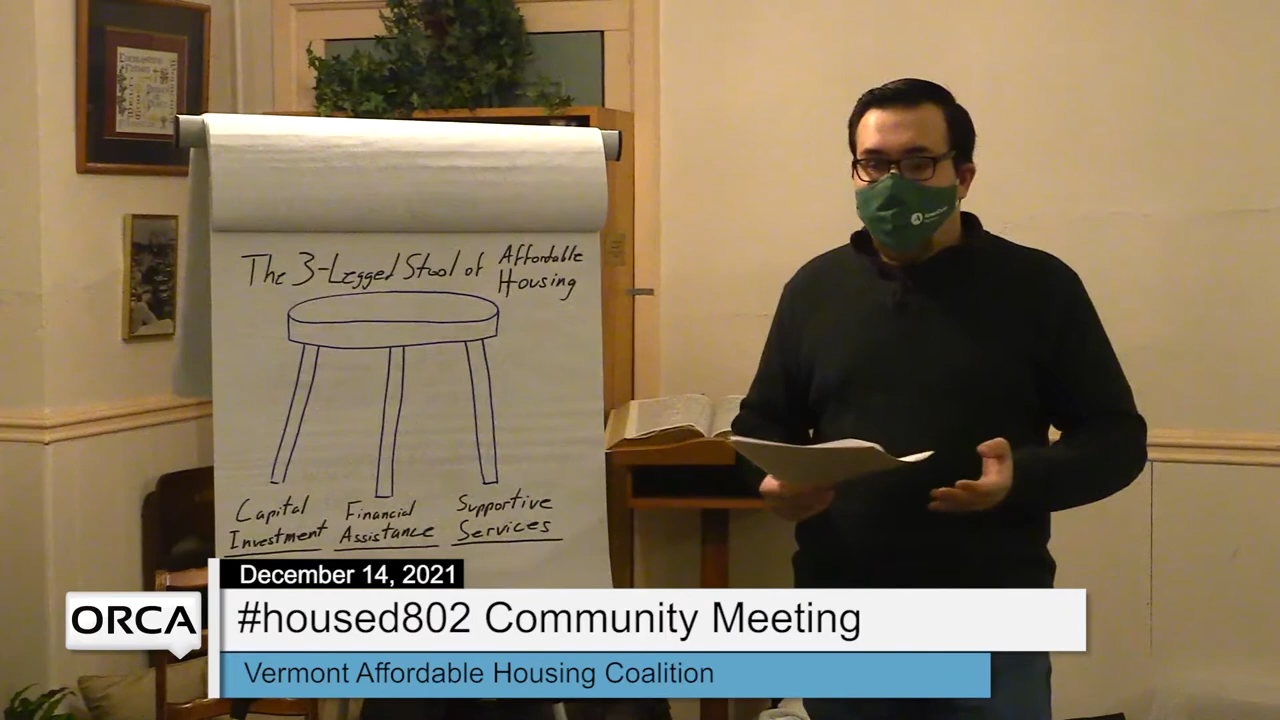 The 3-Legged Stool of Affordable
Housing
Capital
Investment
Financial
Assistance
Supportive
Services
December 14, 2021
ORCA
#housed802 Community Meeting
Vermont Affordable Housing Coalition